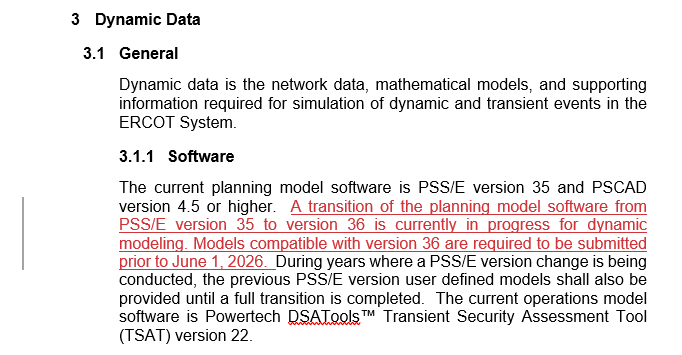 3 Dynamic Data
3.1 General
Dynamic data is the network data, mathematical models, and supporting
information required for simulation of dynamic and transient events in the
ERCOT System.
3.1.1 Software
The current planning model software is PSS/E version 35 and PSCAD
version 4.5 or higher. A transition of the planning model software from
PSS/E version 35 to version 36 is currently in progress for dynamic
modeling. Models compatible with version 36 are required to be submitted
prior to June 1, 2026. During years where a PSS/E version change is being
conducted, the previous PSS/E version user defined models shall also be
provided until a full transition is completed. The current operations model
software is Powertech DSATools™ Transient Security Assessment Tool
(TSAT) version 22.